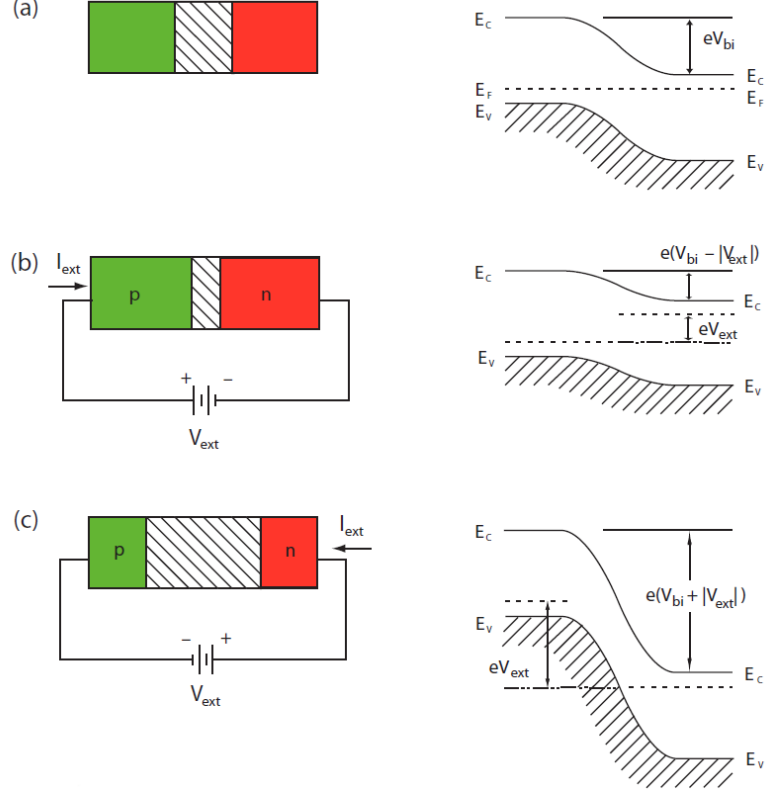 (a)
E_C
eV_bi
E_C
E_F
E_F
E_V
E_V
(b)
I_ext
p
n
+
−
V_ext
e(V_bi − |V_ext|)
E_C
E_C
eV_ext
E_V
E_V
(c)
p
n
I_ext
−
+
V_ext
E_C
e(V_bi + |V_ext|)
E_V
eV_ext
E_C
E_V